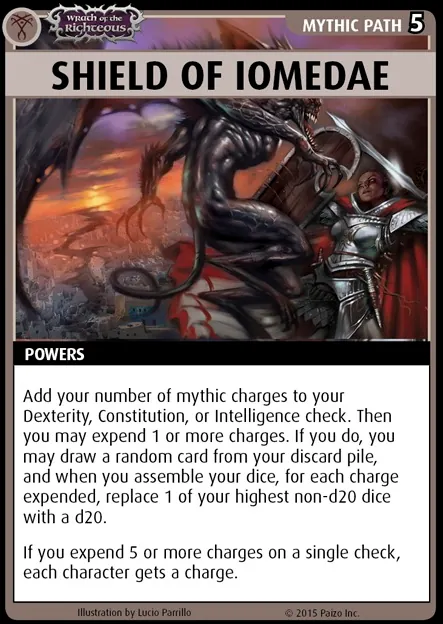 Wrath of the
Righteous
MYTHIC PATH 5
SHIELD OF IOMEDAE
POWERS
Add your number of mythic charges to your
Dexterity, Constitution, or Intelligence check. Then
you may expend 1 or more charges. If you do, you
may draw a random card from your discard pile,
and when you assemble your dice, for each charge
expended, replace 1 of your highest non-d20 dice
with a d20.
If you expend 5 or more charges on a single check,
each character gets a charge.
Illustration by Lucio Parrillo
© 2015 Paizo Inc.